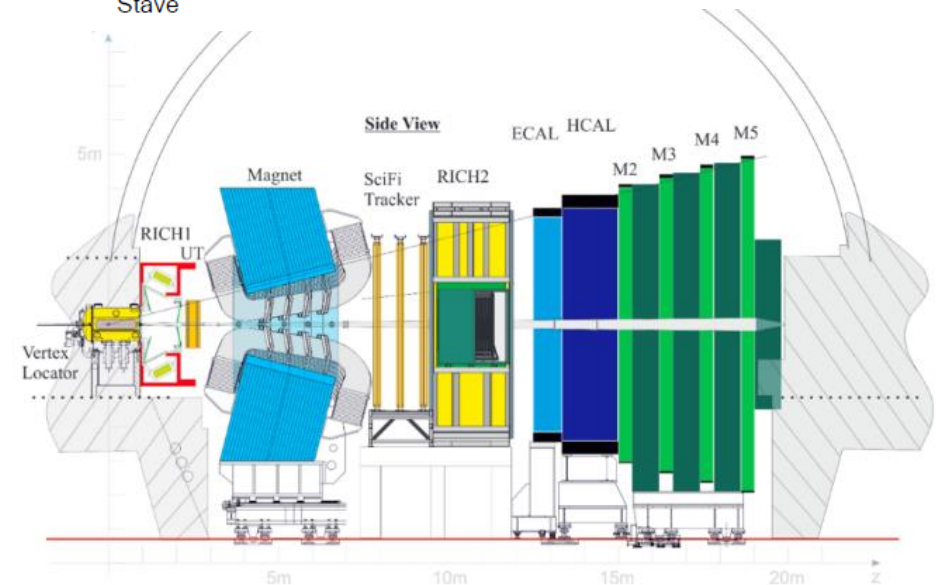 Stave
Side View
ECAL
HCAL
M2
M3
M4
M5
5m
Magnet
SciFi
Tracker
RICH2
RICH1
UT
Vertex
Locator
5m
10m
15m
20m
z